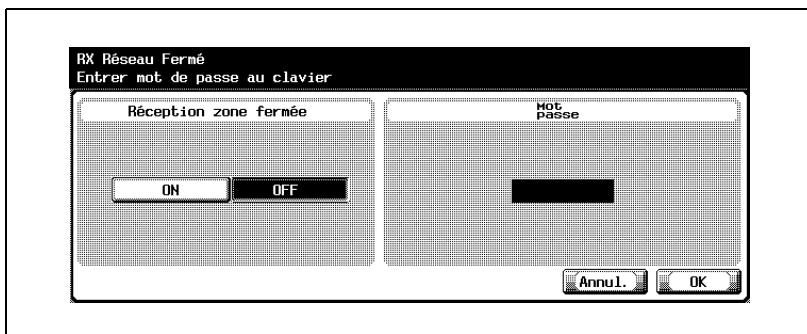 RX Réseau Fermé
Entrer mot de passe au clavier
Réception zone fermée
Mot
passe
ON OFF
Annul. OK